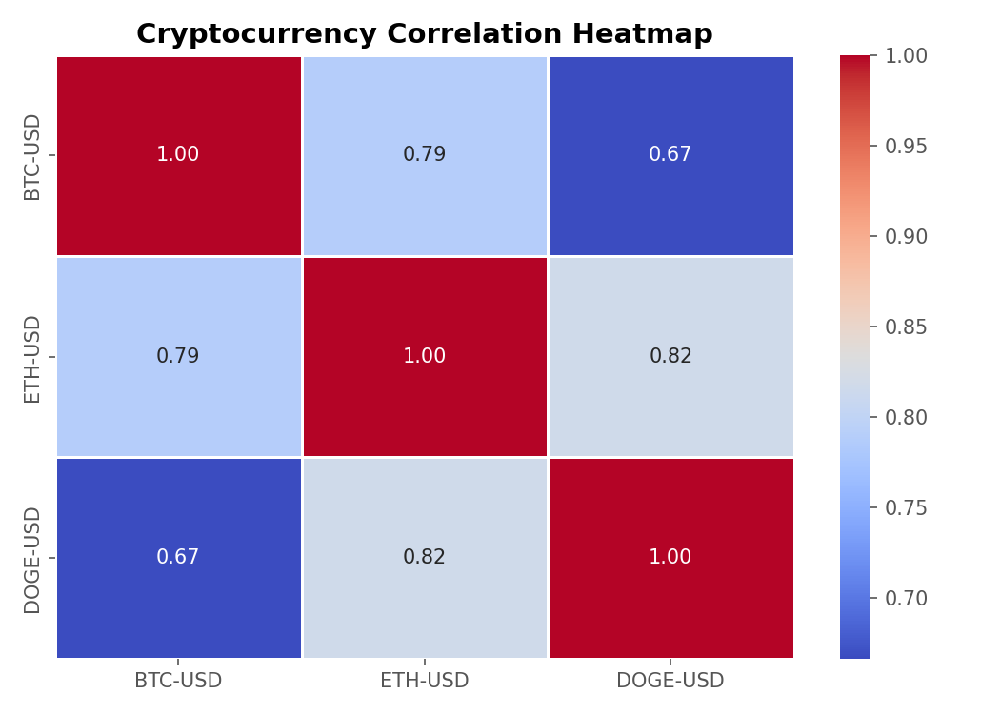 Cryptocurrency Correlation Heatmap
BTC-USD
1.00
0.79
0.67
ETH-USD
0.79
1.00
0.82
DOGE-USD
0.67
0.82
1.00
BTC-USD
ETH-USD
DOGE-USD
1.00
0.95
0.90
0.85
0.80
0.75
0.70